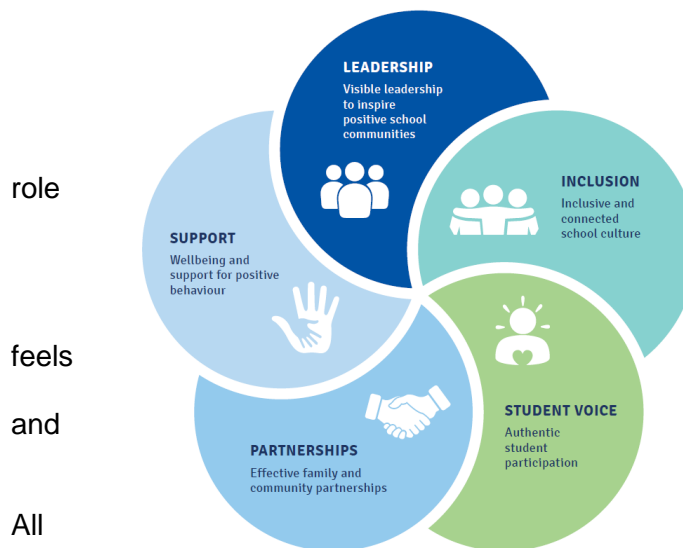 LEADERSHIP
Visible leadership
to inspire
positive school
communities
role
INCLUSION
Inclusive and
connected
school culture
SUPPORT
Wellbeing and
support for positive
behaviour
feels
and
STUDENT VOICE
Authentic
student
participation
PARTNERSHIPS
Effective family and
community partnerships
All